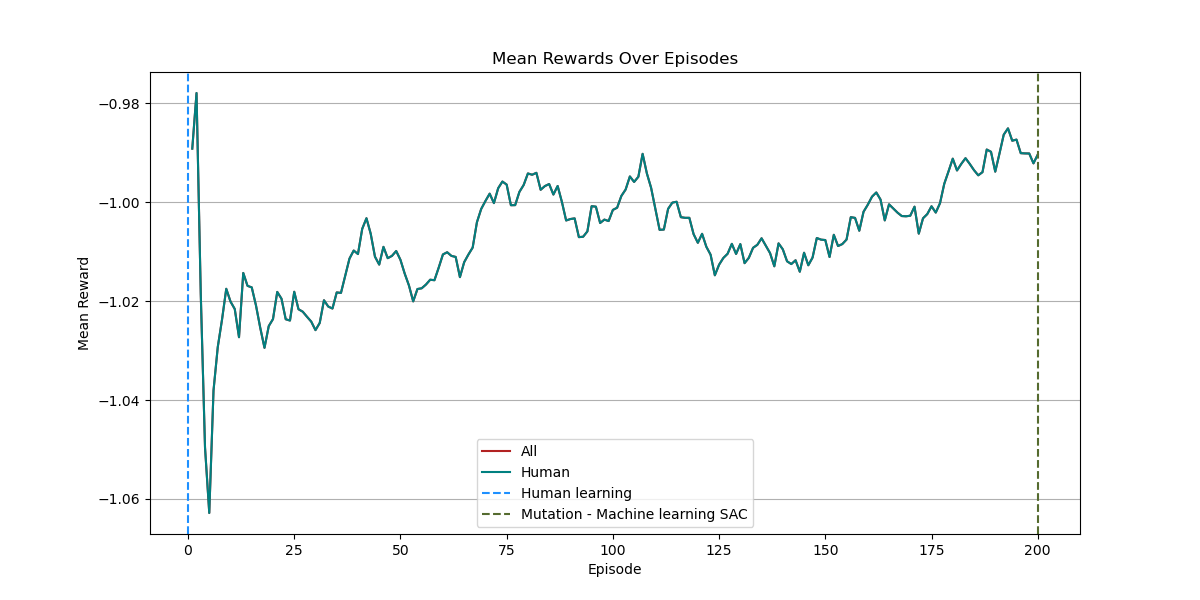 Mean Rewards Over Episodes
−0.98
−1.00
−1.02
−1.04
−1.06
Mean Reward
All
Human
Human learning
Mutation - Machine learning SAC
0 25 50 75 100 125 150 175 200
Episode